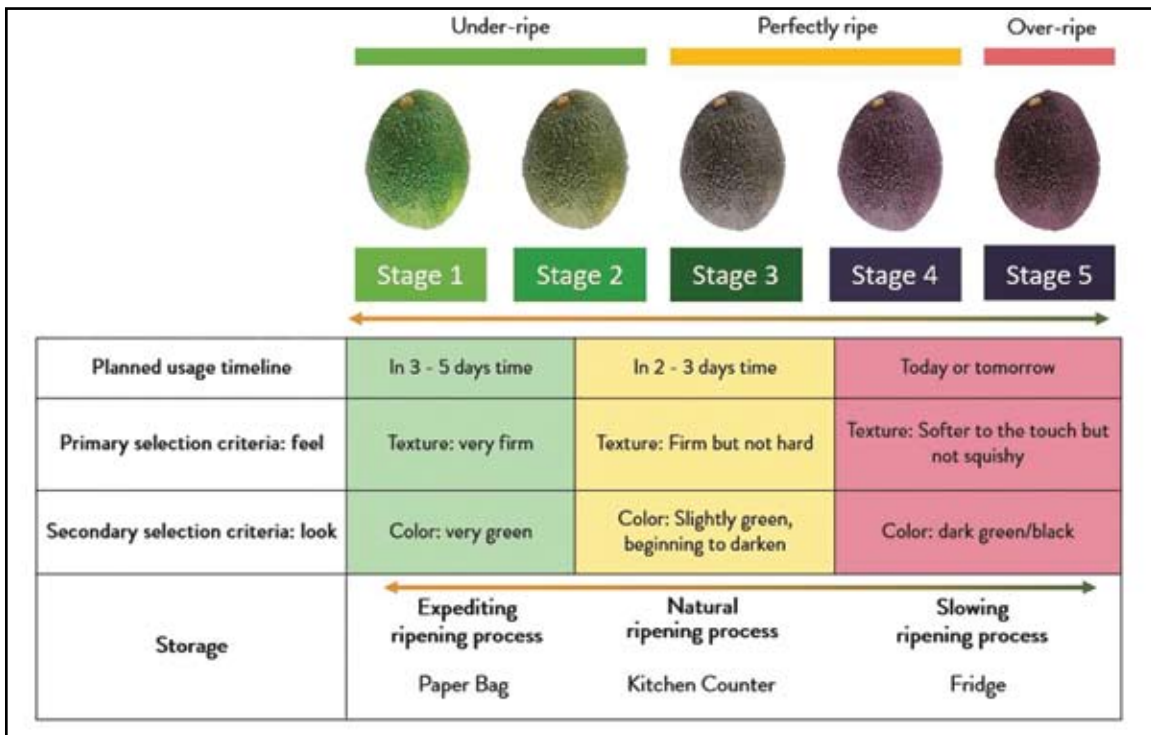 Under-ripe
Perfectly ripe
Over-ripe
Stage 1
Stage 2
Stage 3
Stage 4
Stage 5
Planned usage timeline
In 3 - 5 days time
In 2 - 3 days time
Today or tomorrow
Primary selection criteria: feel
Texture: very firm
Texture: Firm but not hard
Texture: Softer to the touch but
not squishy
Secondary selection criteria: look
Color: very green
Color: Slightly green,
beginning to darken
Color: dark green/black
Storage
Expediting
ripening process
Paper Bag
Natural
ripening process
Kitchen Counter
Slowing
ripening process
Fridge